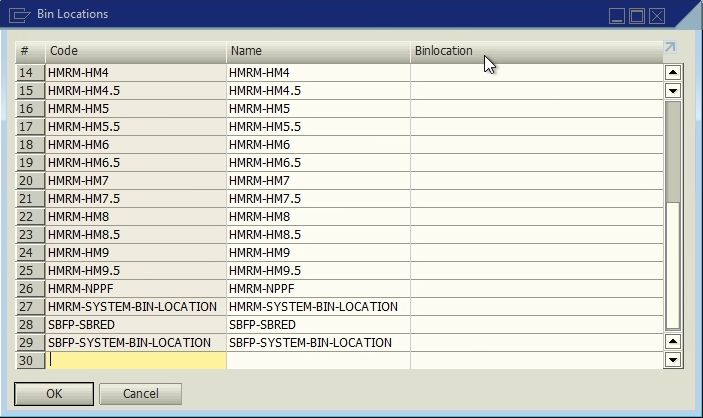 Bin Locations
# Code Name Binlocation
14 HMRM-HM4 HMRM-HM4
15 HMRM-HM4.5 HMRM-HM4.5
16 HMRM-HM5 HMRM-HM5
17 HMRM-HM5.5 HMRM-HM5.5
18 HMRM-HM6 HMRM-HM6
19 HMRM-HM6.5 HMRM-HM6.5
20 HMRM-HM7 HMRM-HM7
21 HMRM-HM7.5 HMRM-HM7.5
22 HMRM-HM8 HMRM-HM8
23 HMRM-HM8.5 HMRM-HM8.5
24 HMRM-HM9 HMRM-HM9
25 HMRM-HM9.5 HMRM-HM9.5
26 HMRM-NPPF HMRM-NPPF
27 HMRM-SYSTEM-BIN-LOCATION HMRM-SYSTEM-BIN-LOCATION
28 SBFP-SBRED SBFP-SBRED
29 SBFP-SYSTEM-BIN-LOCATION SBFP-SYSTEM-BIN-LOCATION
30
OK Cancel